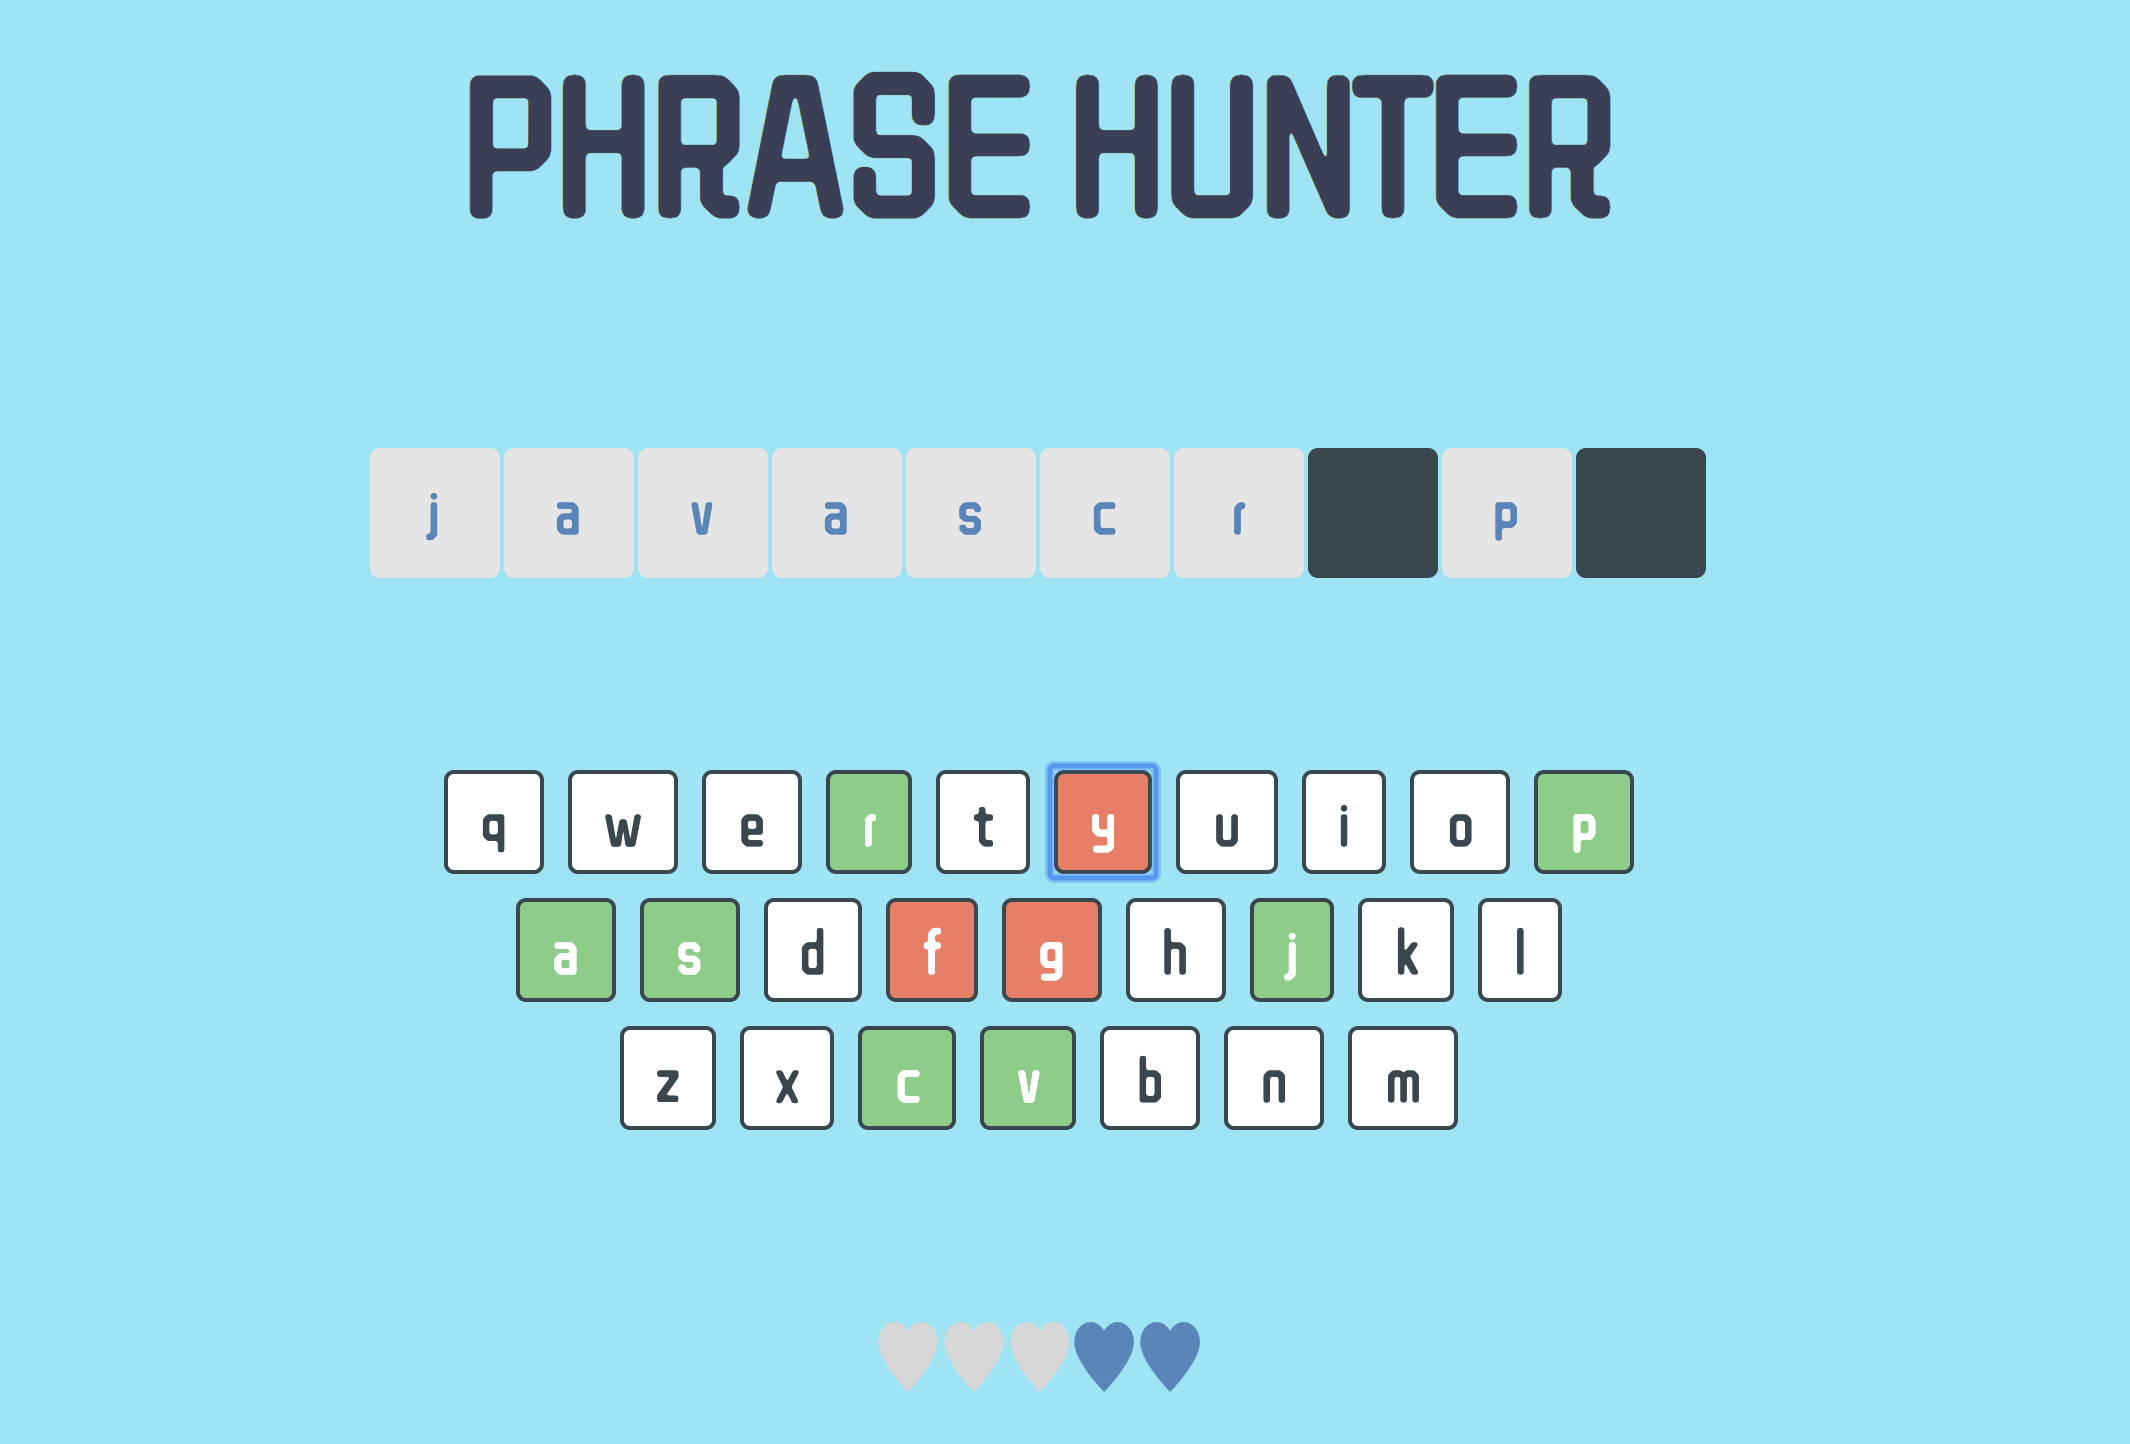 PHRASE HUNTER
j a v a s c r p
q w e r t y u i o p
a s d f g h j k l
z x c v b n m